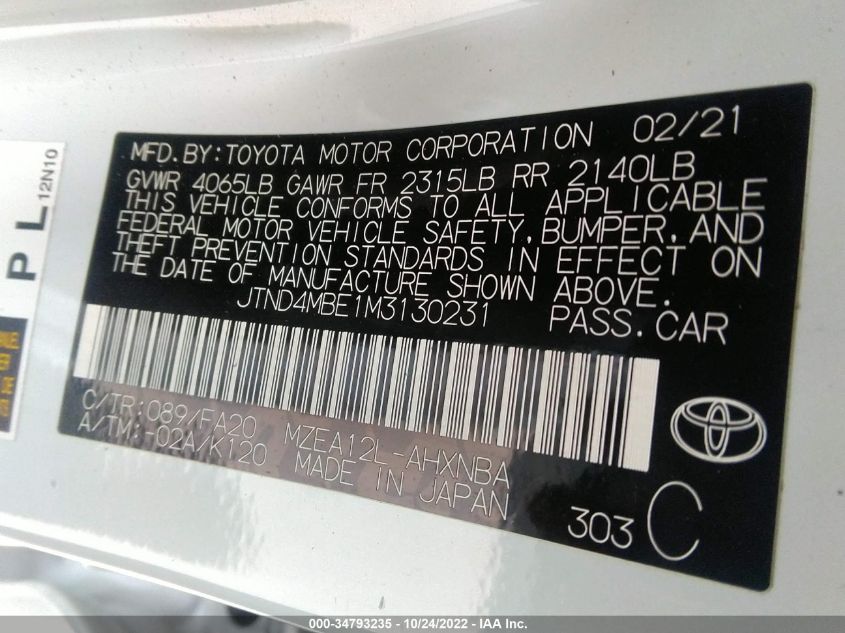 MFD.BY:TOYOTA MOTOR CORPORATION 02/21
GVWR 4065LB GAWR FR 2315LB RR 2140LB
THIS VEHICLE CONFORMS TO ALL APPLICABLE
FEDERAL MOTOR VEHICLE SAFETY,BUMPER,AND
THEFT PREVENTION STANDARDS IN EFFECT ON
THE DATE OF MANUFACTURE SHOWN ABOVE.
JTND4MBE1M3130231 PASS.CAR
C/TR:089/FA20 MZEA12L-AHXNBA
A/TM:-02A/K120 MADE IN JAPAN
303 C
P L
12N10
DE
000-34793235 - 10/24/2022 - IAA Inc.